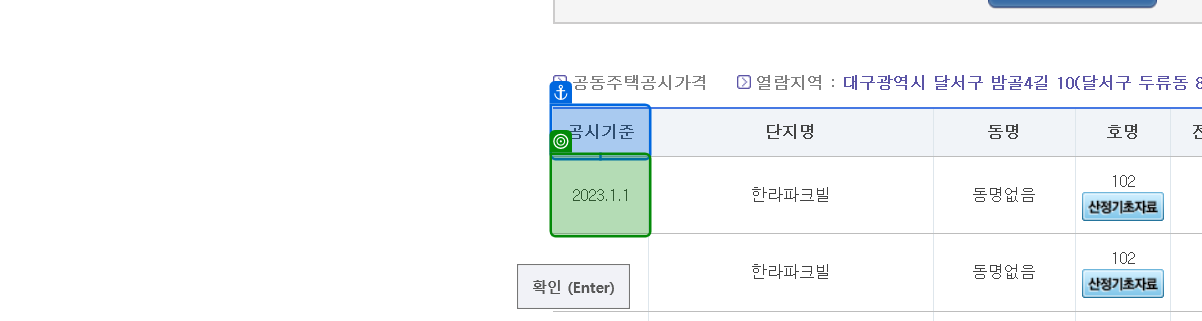 공동주택공시가격 열람지역 : 대구광역시 달서구 밤골4길 10(달서구 두류동
공시기준 단지명 동명 호명
2023.1.1 한라파크빌 동명없음 102
산정기초자료
한라파크빌 동명없음 102
산정기초자료
확인 (Enter)